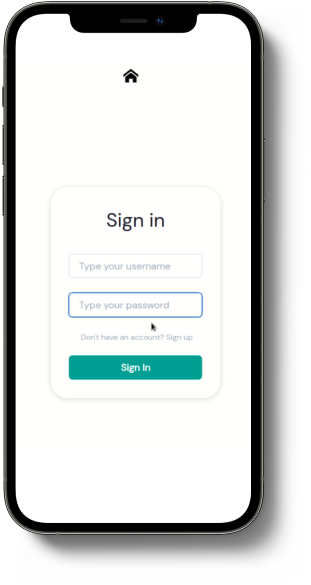 Sign in
Type your username
Type your password
Don't have an account? Sign up
Sign In